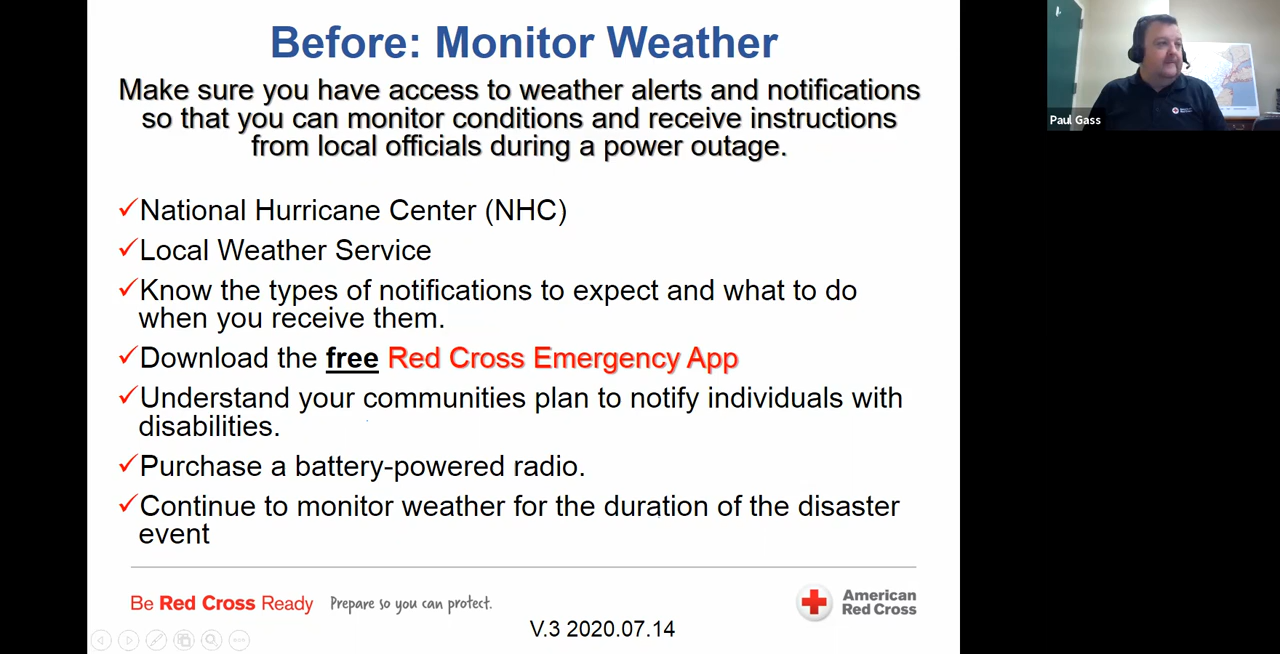 Before: Monitor Weather
Make sure you have access to weather alerts and notifications
so that you can monitor conditions and receive instructions
from local officials during a power outage.
✓National Hurricane Center (NHC)
✓Local Weather Service
✓Know the types of notifications to expect and what to do
when you receive them.
✓Download the free Red Cross Emergency App
✓Understand your communities plan to notify individuals with
disabilities.
✓Purchase a battery-powered radio.
✓Continue to monitor weather for the duration of the disaster
event
Be Red Cross Ready Prepare so you can protect.
American
Red Cross
V.3 2020.07.14
Paul Gass